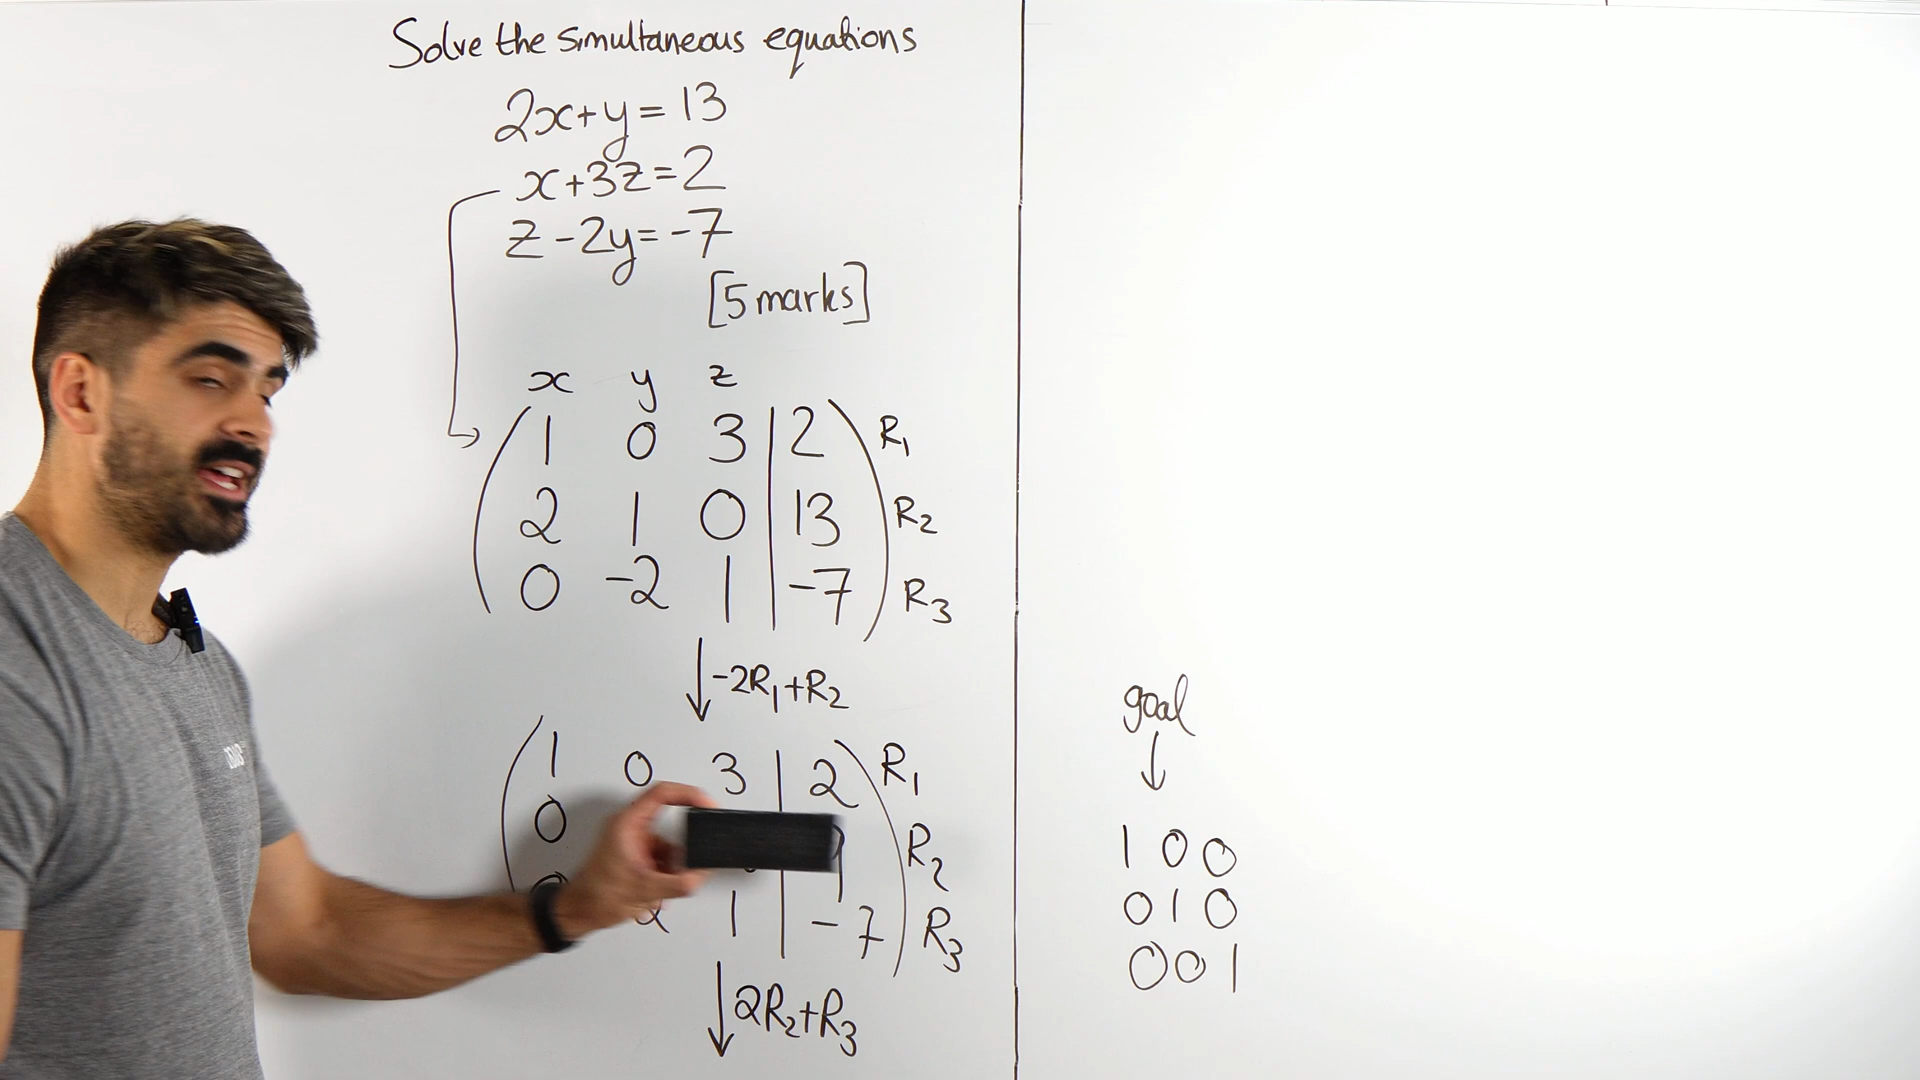 Solve the simultaneous equations
2x+y=13
x+3z=2
z-2y=-7
[5 marks]
x y z
1 0 3 | 2 R₁
2 1 0 | 13 R₂
0 -2 1 | -7 R₃
↓ -2R₁+R₂
1 0 3 | 2 R₁
0 9 R₂
2 1 | -7 R₃
↓ 2R₂+R₃
goal
↓
1 0 0
0 1 0
0 0 1